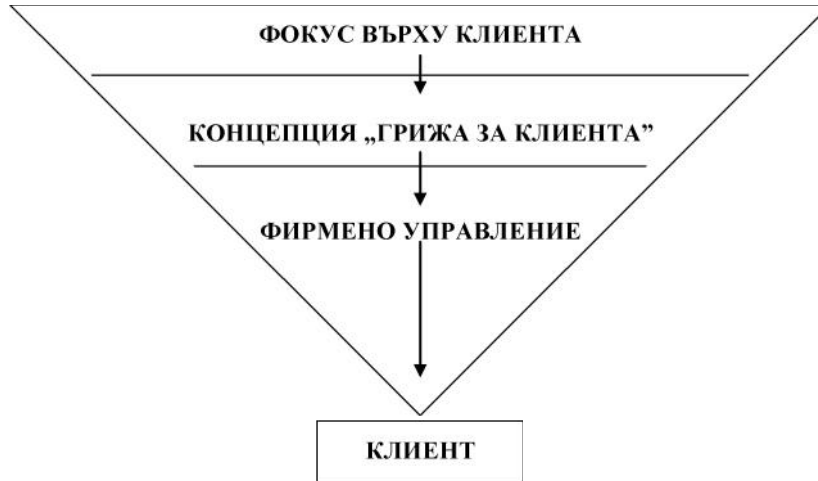 ФОКУС ВЪРХУ КЛИЕНТА
КОНЦЕПЦИЯ „ГРИЖА ЗА КЛИЕНТА”
ФИРМЕНО УПРАВЛЕНИЕ
КЛИЕНТ